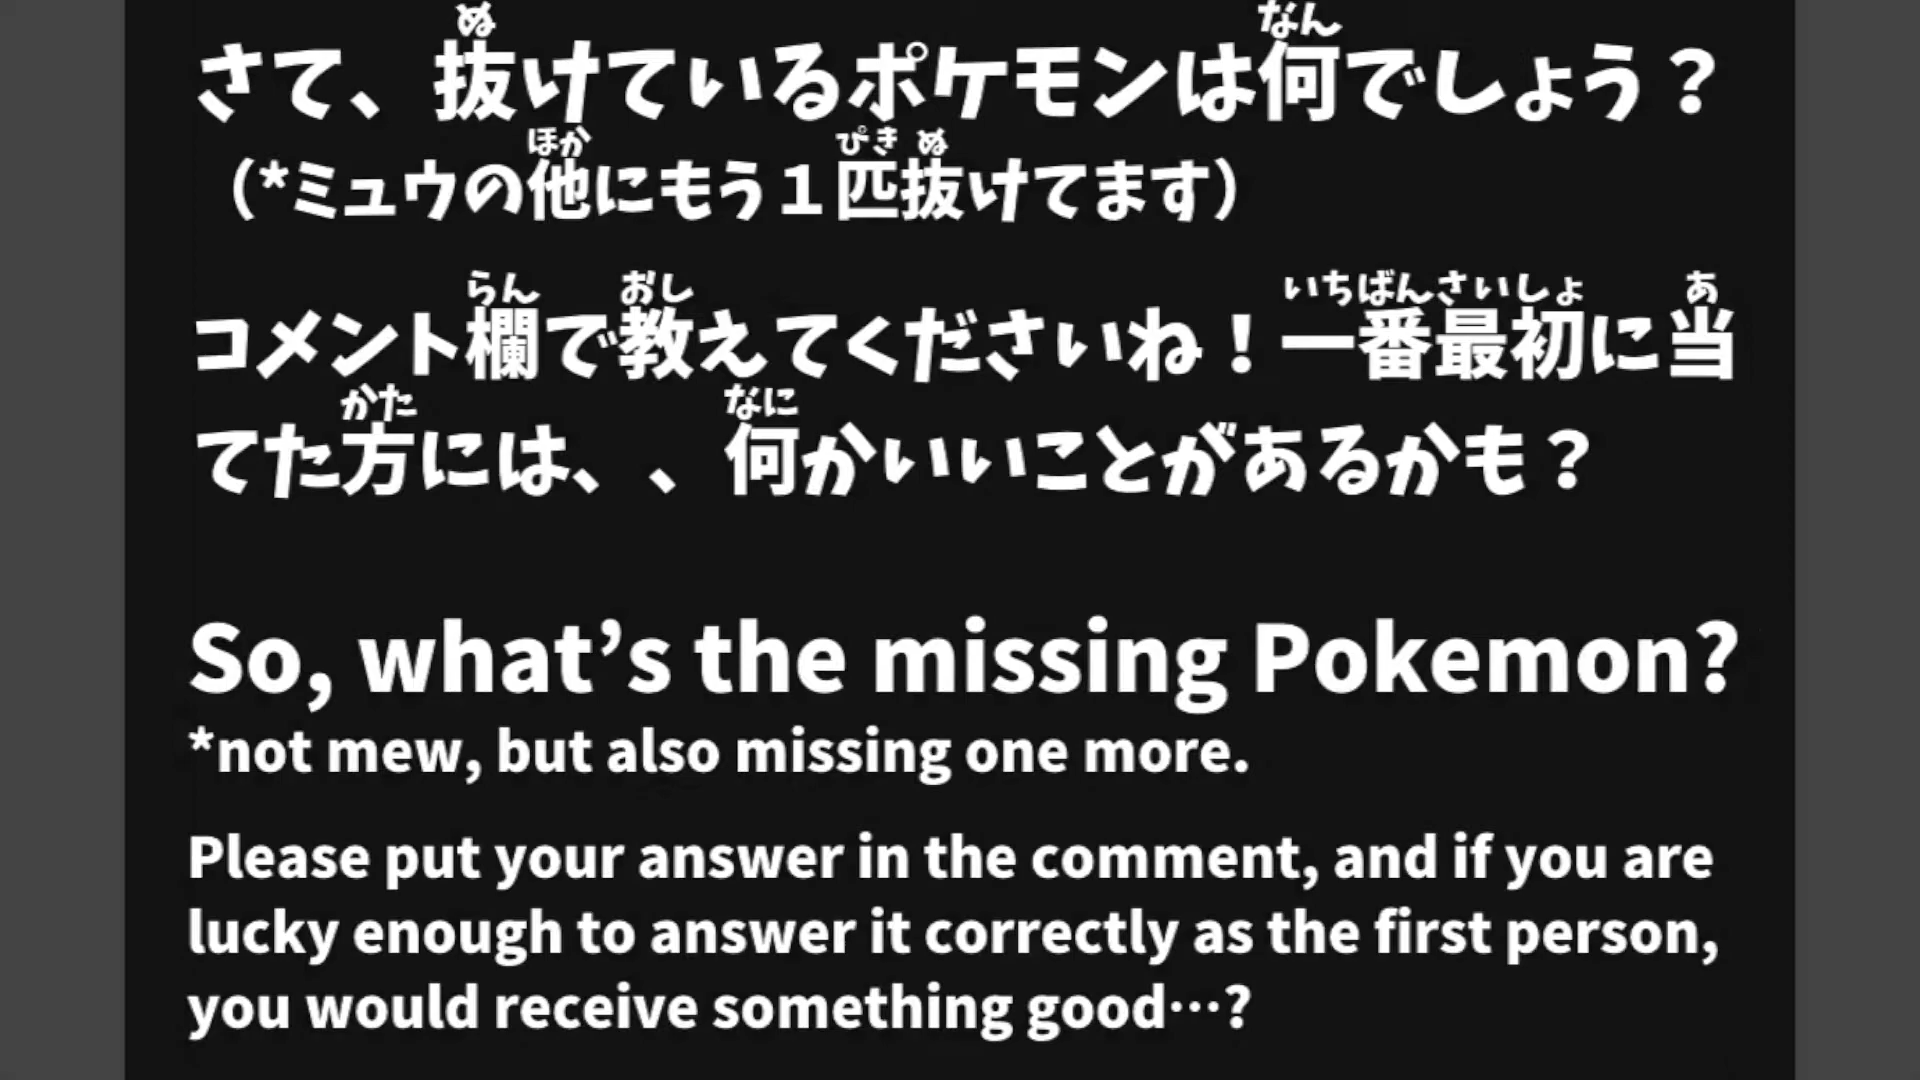 さて、抜けているポケモンは何でしょう？
（*ミュウの他にもう１匹抜けてます）
コメント欄で教えてくださいね！一番最初に当
てた方には、、何かいいことがあるかも？
So, what’s the missing Pokemon?
*not mew, but also missing one more.
Please put your answer in the comment, and if you are
lucky enough to answer it correctly as the first person,
you would receive something good…?